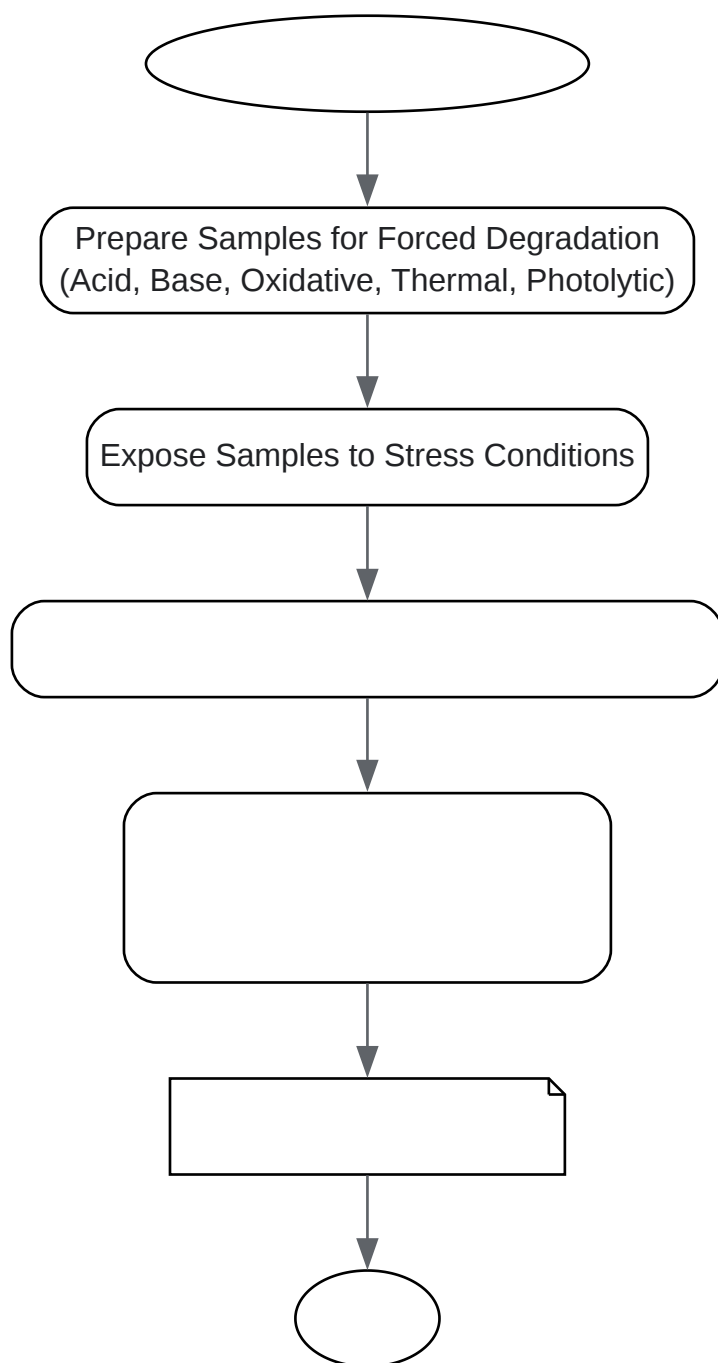 Prepare Samples for Forced Degradation
(Acid, Base, Oxidative, Thermal, Photolytic)
Expose Samples to Stress Conditions